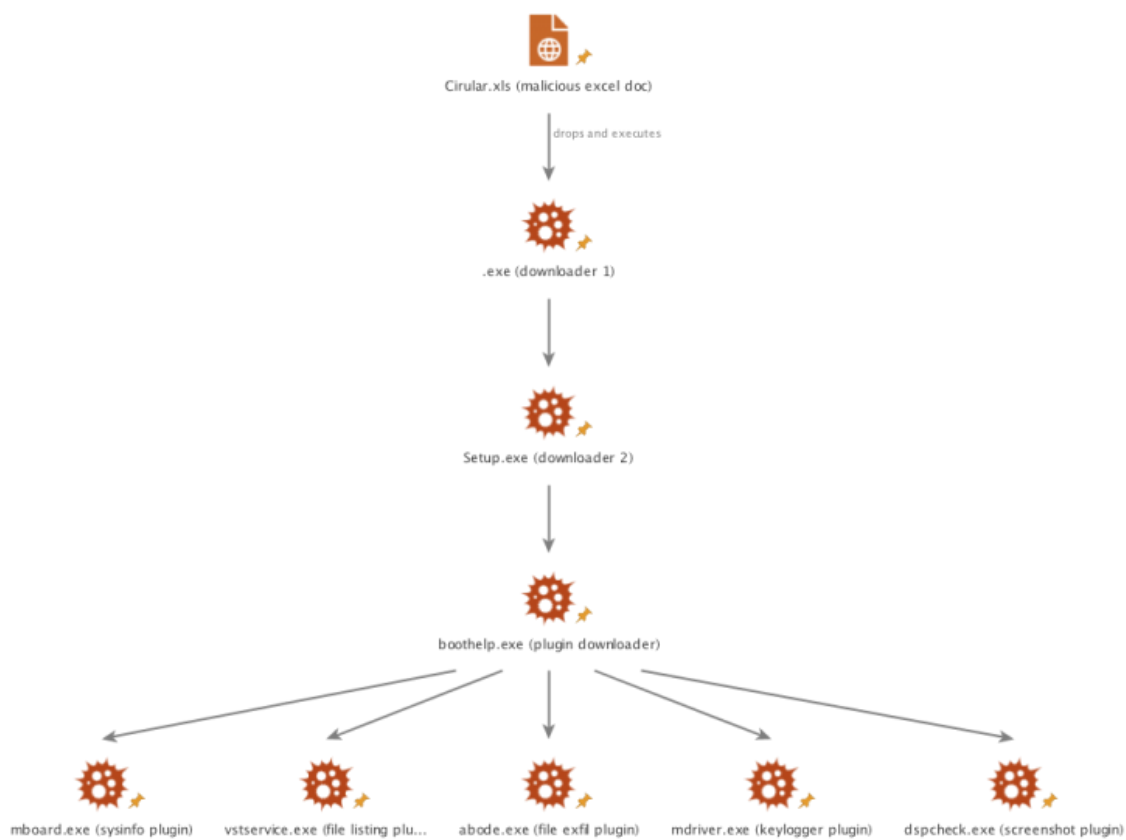 Cirular.xls (malicious excel doc)
drops and executes
.exe (downloader 1)
Setup.exe (downloader 2)
boothelp.exe (plugin downloader)
mboard.exe (sysinfo plugin)
vstservice.exe (file listing plu...
abode.exe (file exfil plugin)
mdriver.exe (keylogger plugin)
dspcheck.exe (screenshot plugin)